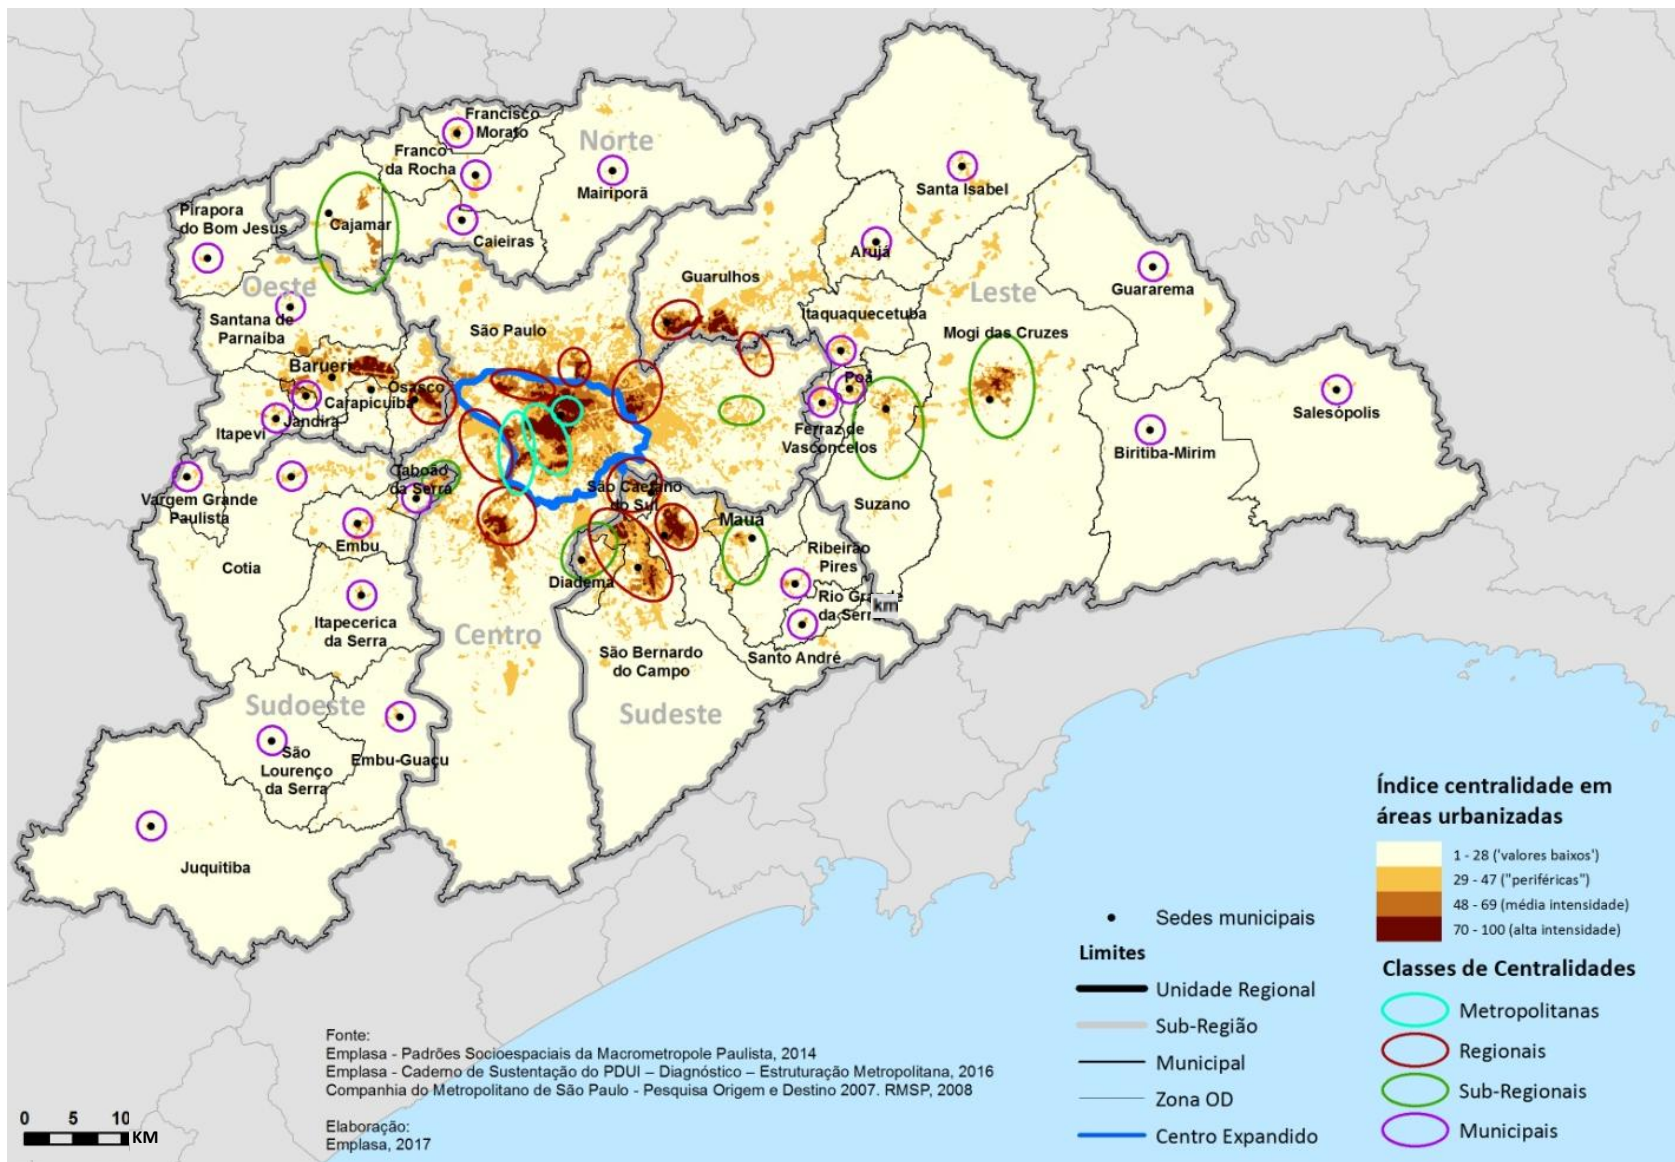 Francisco
Morato
Norte
Franco
da Rocha
Mairiporã
Santa Isabel
Pirapora
do Bom Jesus
Cajamar
Caieiras
Arujá
Guarulhos
Guararema
Oeste
Leste
Santana de
Parnaíba
São Paulo
Itaquaquecetuba
Mogi das Cruzes
Barueri
Osasco
Poá
Carapicuíba
Jandira
Itapevi
Salesópolis
Ferraz de
Vasconcelos
Biritiba-Mirim
Taboão
da Serra
São Caetano
do Sul
Vargem Grande
Paulista
Suzano
Mauá
Embu
Ribeirão
Pires
Cotia
Diadema
Rio Grande
da Serra
km
Itapecerica
da Serra
Centro
São Bernardo
do Campo
Santo André
Sudoeste
Sudeste
São
Lourenço
da Serra
Embu-Guaçu
Juquitiba
Índice centralidade em
áreas urbanizadas
1 - 28 ('valores baixos')
29 - 47 ("periféricas")
48 - 69 (média intensidade)
70 - 100 (alta intensidade)
Sedes municipais
Limites
Unidade Regional
Sub-Região
Municipal
Zona OD
Centro Expandido
Classes de Centralidades
Metropolitanas
Regionais
Sub-Regionais
Municipais
Fonte:
Emplasa - Padrões Socioespaciais da Macrometropole Paulista, 2014
Emplasa - Caderno de Sustentação do PDUI – Diagnóstico – Estruturação Metropolitana, 2016
Companhia do Metropolitano de São Paulo - Pesquisa Origem e Destino 2007. RMSP, 2008
Elaboração:
Emplasa, 2017
0 5 10
KM